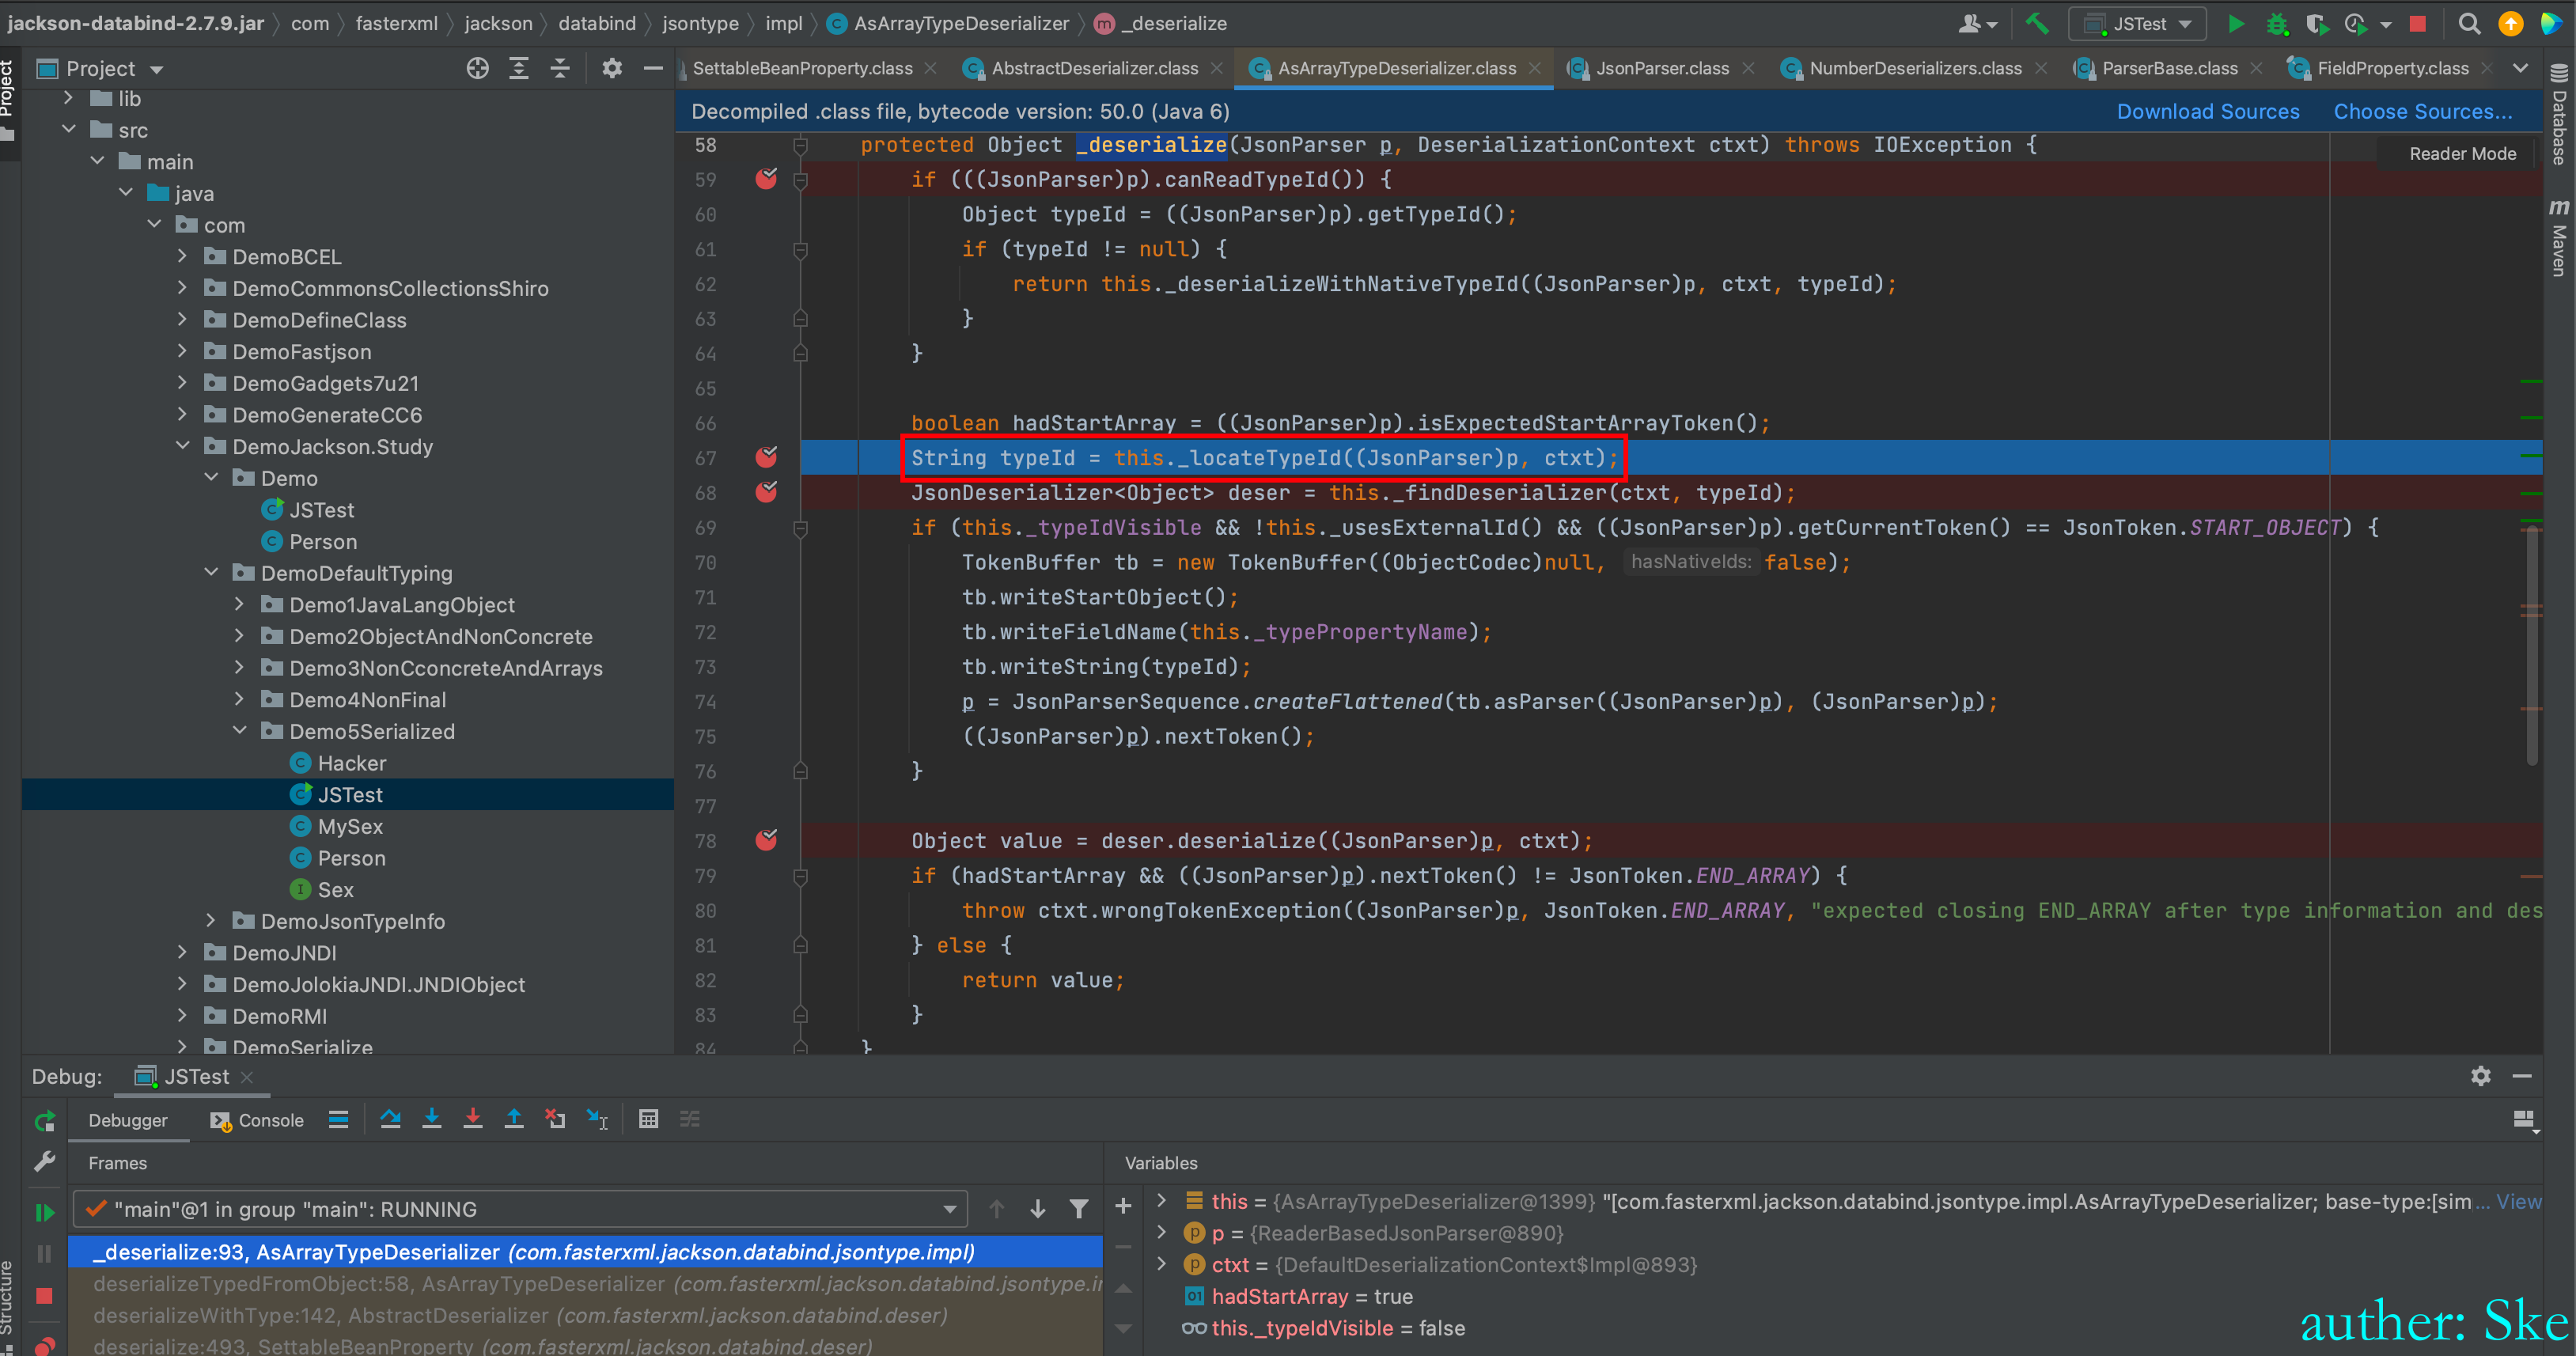 jackson-databind-2.7.9.jar com fasterxml jackson databind jsontype impl AsArrayTypeDeserializer _deserialize JSTest
Project
SettableBeanProperty.class AbstractDeserializer.class AsArrayTypeDeserializer.class JsonParser.class NumberDeserializers.class ParserBase.class FieldProperty.class
Decompiled .class file, bytecode version: 50.0 (Java 6) Download Sources Choose Sources...
Reader Mode
Project
lib
src
main
java
com
DemoBCEL
DemoCommonsCollectionsShiro
DemoDefineClass
DemoFastjson
DemoGadgets7u21
DemoGenerateCC6
DemoJackson.Study
Demo
JSTest
Person
DemoDefaultTyping
Demo1JavaLangObject
Demo2ObjectAndNonConcrete
Demo3NonCconcreteAndArrays
Demo4NonFinal
Demo5Serialized
Hacker
JSTest
MySex
Person
Sex
DemoJsonTypeInfo
DemoJNDI
DemoJolokiaJNDI.JNDIObject
DemoRMI
DemoSerialize
58 protected Object _deserialize(JsonParser p, DeserializationContext ctxt) throws IOException {
59 if (((JsonParser)p).canReadTypeId()) {
60 Object typeId = ((JsonParser)p).getTypeId();
61 if (typeId != null) {
62 return this._deserializeWithNativeTypeId((JsonParser)p, ctxt, typeId);
63 }
64 }
65
66 boolean hadStartArray = ((JsonParser)p).isExpectedStartArrayToken();
67 String typeId = this._locateTypeId((JsonParser)p, ctxt);
68 JsonDeserializer<Object> deser = this._findDeserializer(ctxt, typeId);
69 if (this._typeIdVisible && !this._usesExternalId() && ((JsonParser)p).getCurrentToken() == JsonToken.START_OBJECT) {
70 TokenBuffer tb = new TokenBuffer((ObjectCodec)null, hasNativeIds: false);
71 tb.writeStartObject();
72 tb.writeFieldName(this._typePropertyName);
73 tb.writeString(typeId);
74 p = JsonParserSequence.createFlattened(tb.asParser((JsonParser)p), (JsonParser)p);
75 ((JsonParser)p).nextToken();
76 }
77
78 Object value = deser.deserialize((JsonParser)p, ctxt);
79 if (hadStartArray && ((JsonParser)p).nextToken() != JsonToken.END_ARRAY) {
80 throw ctxt.wrongTokenException((JsonParser)p, JsonToken.END_ARRAY, "expected closing END_ARRAY after type information and des
81 } else {
82 return value;
83 }
84 }
Database
Maven
Debug: JSTest
Debugger Console
Frames
"main"@1 in group "main": RUNNING
_deserialize:93, AsArrayTypeDeserializer (com.fasterxml.jackson.databind.jsontype.impl)
deserializeTypedFromObject:58, AsArrayTypeDeserializer (com.fasterxml.jackson.databind.jsontype.ir
deserializeWithType:142, AbstractDeserializer (com.fasterxml.jackson.databind.deser)
deserialize:493, SettableBeanProperty (com.fasterxml.jackson.databind.deser)
Structure
Variables
this = {AsArrayTypeDeserializer@1399} "[com.fasterxml.jackson.databind.jsontype.impl.AsArrayTypeDeserializer; base-type:[sim... View
p = {ReaderBasedJsonParser@890}
ctxt = {DefaultDeserializationContext$Impl@893}
hadStartArray = true
this._typeIdVisible = false
auther: Ske